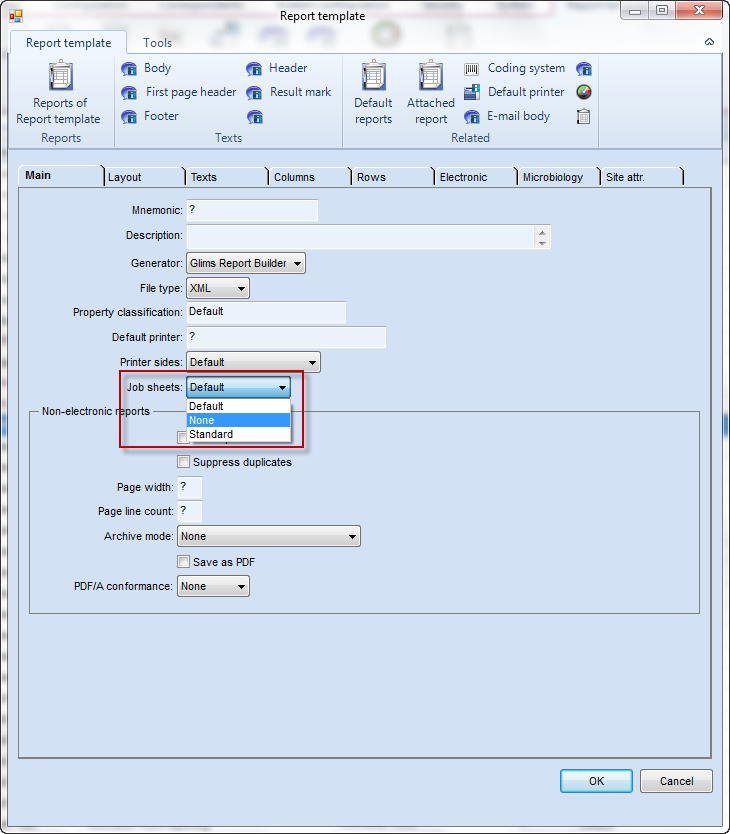 Report template
Report template Tools
Body Header Coding system
First page header Result mark Default printer
Footer E-mail body
Reports of
Report template
Default
reports
Attached
report
Reports Texts Related
Main Layout Texts Columns Rows Electronic Microbiology Site attr.
Mnemonic: ?
Description:
Generator: Glims Report Builder
File type: XML
Property classification: Default
Default printer: ?
Printer sides: Default
Job sheets: Default
Default
Non-electronic reports
None
Standard
Suppress duplicates
Page width: ?
Page line count: ?
Archive mode: None
Save as PDF
PDF/A conformance: None
OK Cancel